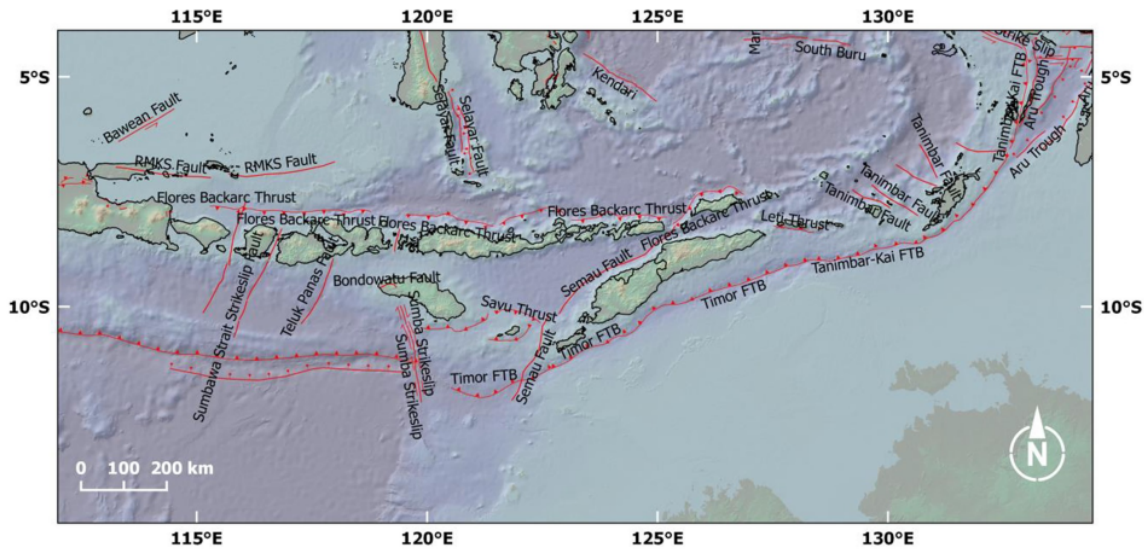 115°E 120°E 125°E 130°E
5°S
5°S
10°S
10°S
South Buru
Strike Slip
Kendari
Bawean Fault
Selayar Fault
Selayar Fault
Tanimbar-Kai FTB
Aru Trough
Aru Trough
RMKS Fault
RMKS Fault
Tanimbar Fault
Tanimbar Fault
Tanimbar Fault
Flores Backarc Thrust
Flores Backarc Thrust
Flores Backarc Thrust
Flores Backarc Thrust
Flores Backarc Thrust
Leti Thrust
Bondowatu Fault
Semau Fault
Tanimbar-Kai FTB
Teluk Panas Fault
Sumbawa Strait Strikeslip Fault
Savu Thrust
Timor FTB
Sumba Strikeslip
Sumba Strikeslip
Timor FTB
Semau Fault
Timor FTB
0 100 200 km
N
115°E 120°E 125°E 130°E